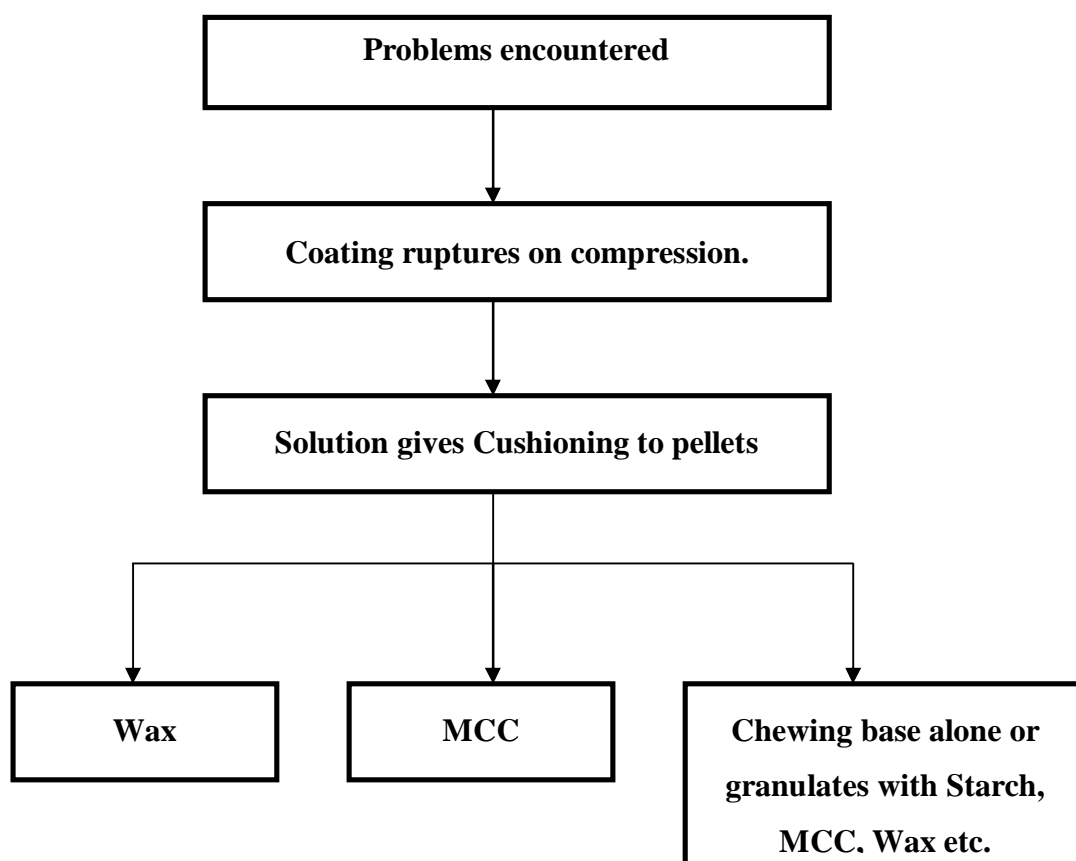 Problems encountered
Coating ruptures on compression.
Solution gives Cushioning to pellets
Wax
MCC
Chewing base alone or
granulates with Starch,
MCC, Wax etc.